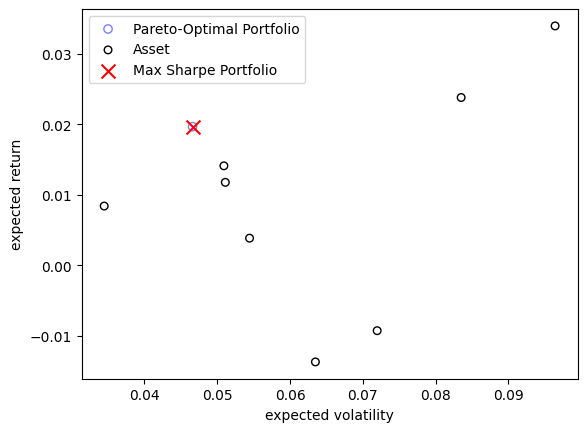 Pareto-Optimal Portfolio
Asset
Max Sharpe Portfolio
expected return
0.03
0.02
0.01
0.00
−0.01
0.04 0.05 0.06 0.07 0.08 0.09
expected volatility